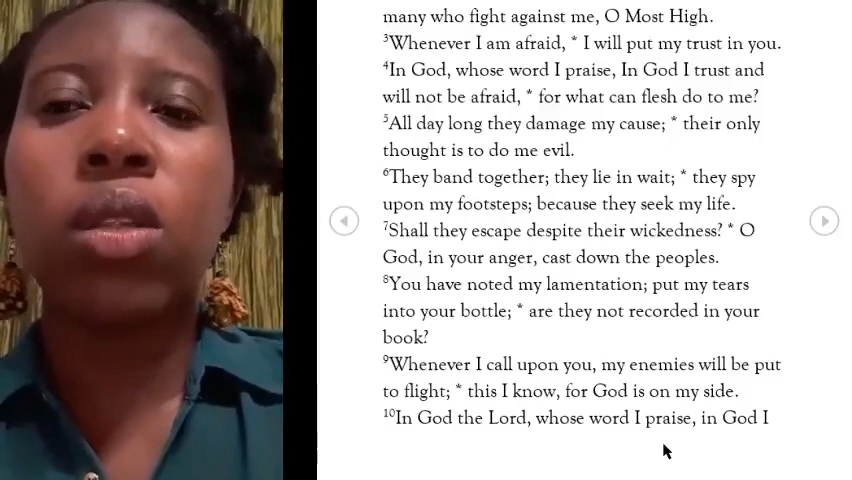 many who fight against me, O Most High.
³Whenever I am afraid, * I will put my trust in you.
⁴In God, whose word I praise, In God I trust and
will not be afraid, * for what can flesh do to me?
⁵All day long they damage my cause; * their only
thought is to do me evil.
⁶They band together; they lie in wait; * they spy
upon my footsteps; because they seek my life.
⁷Shall they escape despite their wickedness? * O
God, in your anger, cast down the peoples.
⁸You have noted my lamentation; put my tears
into your bottle; * are they not recorded in your
book?
⁹Whenever I call upon you, my enemies will be put
to flight; * this I know, for God is on my side.
¹⁰In God the Lord, whose word I praise, in God I